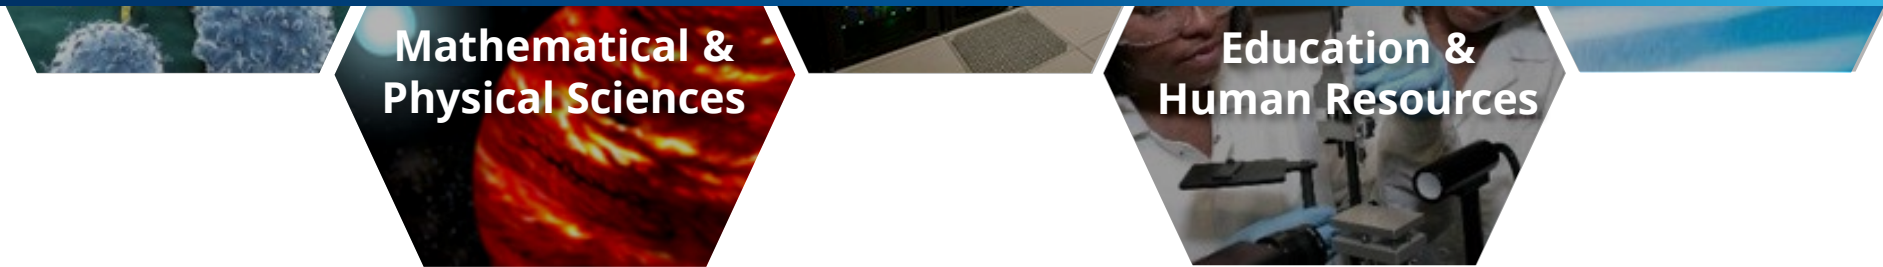 Mathematical &
Physical Sciences
Education &
Human Resources